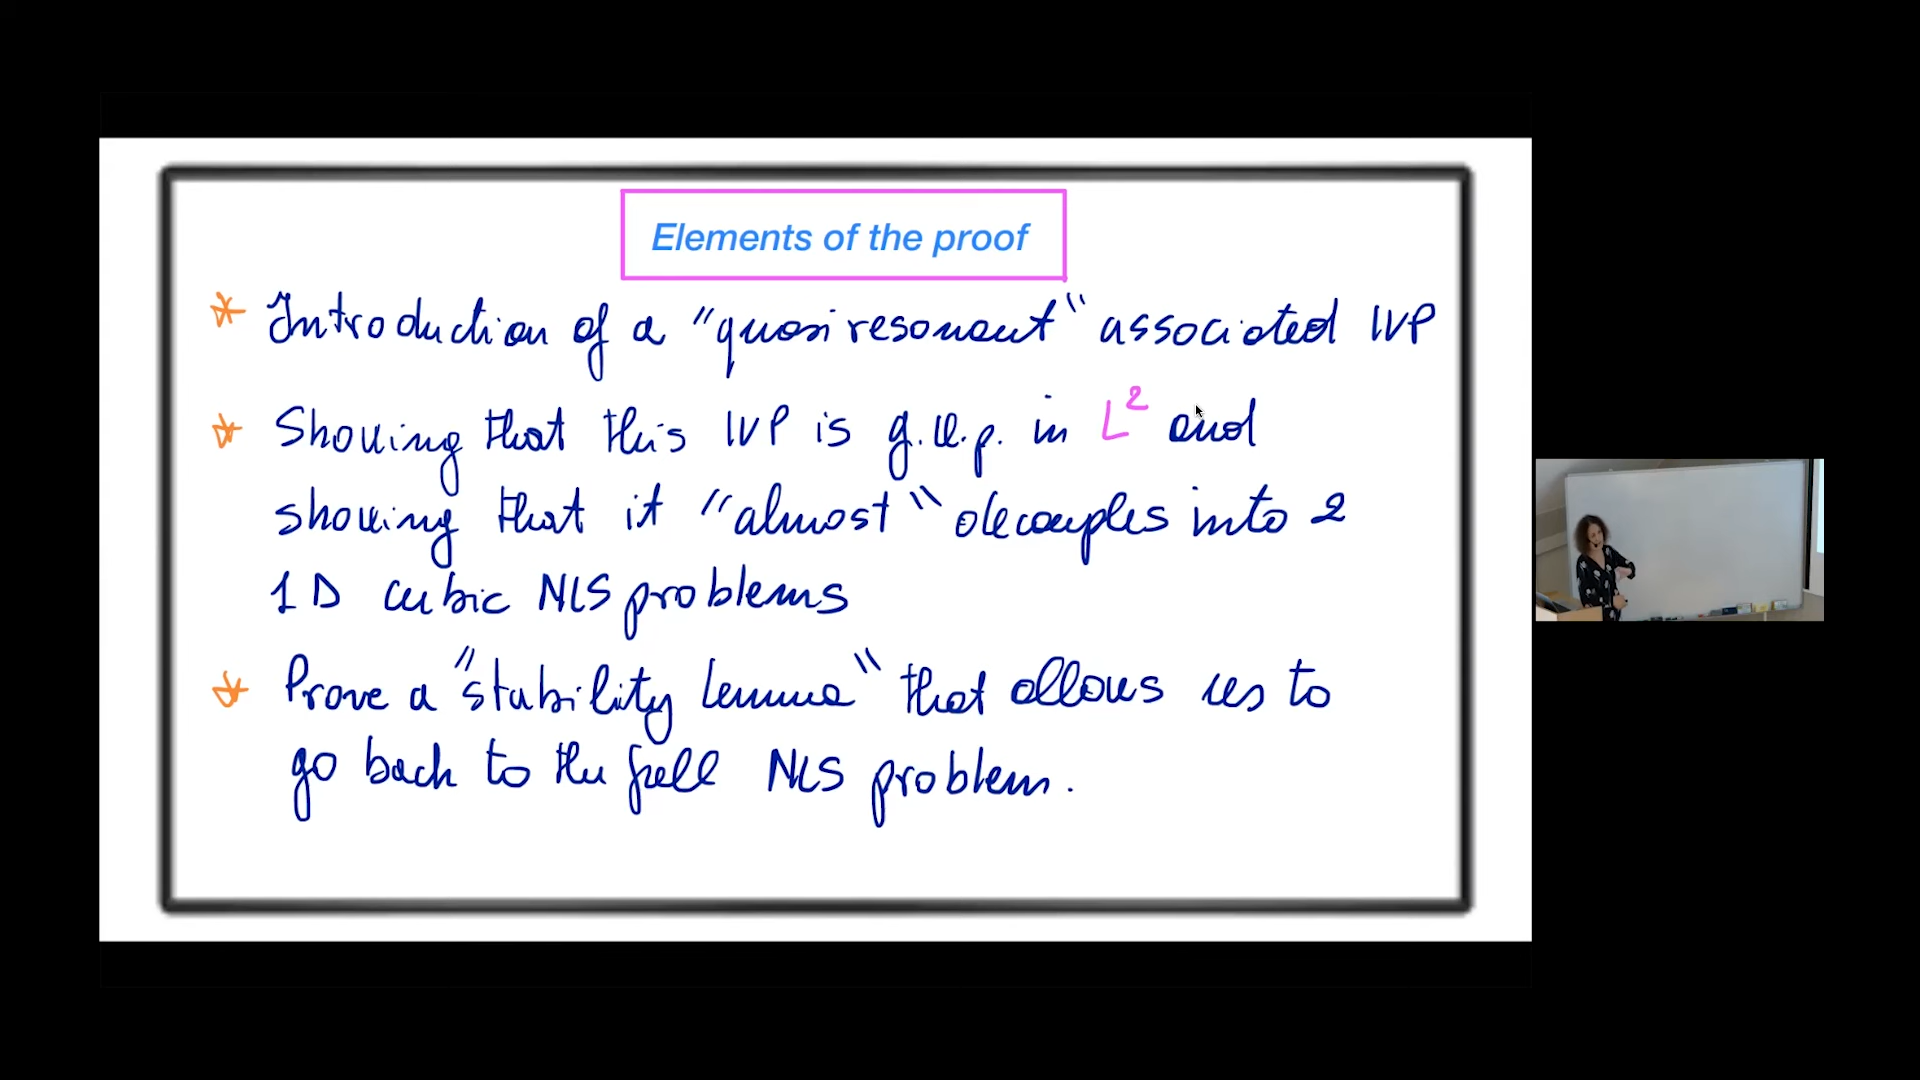 Elements of the proof
* Introduction of a "quasi resonant" associated IVP
* Showing that this IVP is g.w.p. in L² and
showing that it "almost" decouples into 2
1D cubic NLS problems
* Prove a "stability lemma" that allows us to
go back to the full NLS problem.